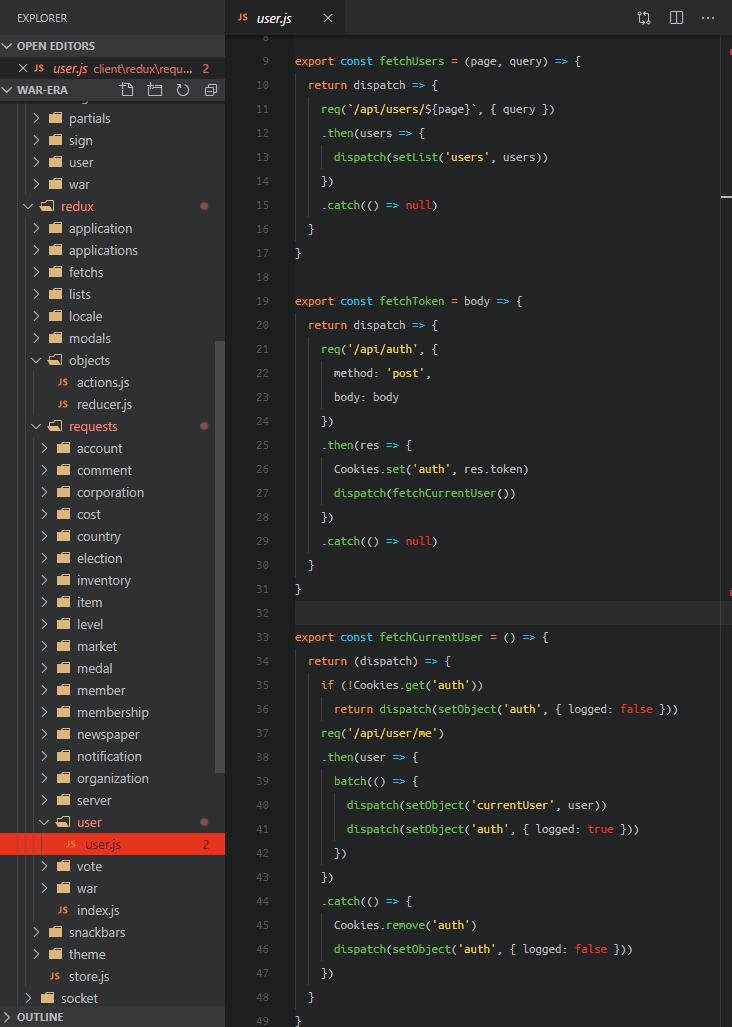 EXPLORER
OPEN EDITORS
JS user.js client\redux\requ... 2
WAR-ERA
partials
sign
user
war
redux
application
applications
fetchs
lists
locale
modals
objects
JS actions.js
JS reducer.js
requests
account
comment
corporation
cost
country
election
inventory
item
level
market
medal
member
membership
newspaper
notification
organization
server
user
JS user.js 2
vote
war
JS index.js
snackbars
theme
JS store.js
socket
OUTLINE
JS user.js
8
9 export const fetchUsers = (page, query) => {
10 return dispatch => {
11 req(`/api/users/${page}`, { query })
12 .then(users => {
13 dispatch(setList('users', users))
14 })
15 .catch(() => null)
16 }
17 }
18
19 export const fetchToken = body => {
20 return dispatch => {
21 req('/api/auth', {
22 method: 'post',
23 body: body
24 })
25 .then(res => {
26 Cookies.set('auth', res.token)
27 dispatch(fetchCurrentUser())
28 })
29 .catch(() => null)
30 }
31 }
32
33 export const fetchCurrentUser = () => {
34 return (dispatch) => {
35 if (!Cookies.get('auth'))
36 return dispatch(setObject('auth', { logged: false }))
37 req('/api/user/me')
38 .then(user => {
39 batch(() => {
40 dispatch(setObject('currentUser', user))
41 dispatch(setObject('auth', { logged: true }))
42 })
43 })
44 .catch(() => {
45 Cookies.remove('auth')
46 dispatch(setObject('auth', { logged: false }))
47 })
48 }
49 }